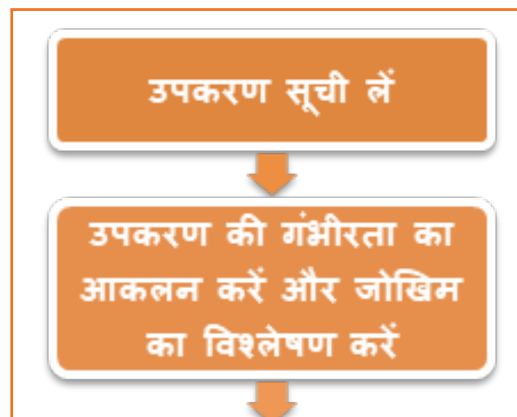 उपकरण सूची लें
उपकरण की गंभीरता का
आकलन करें और जोखिम
का विश्लेषण करें